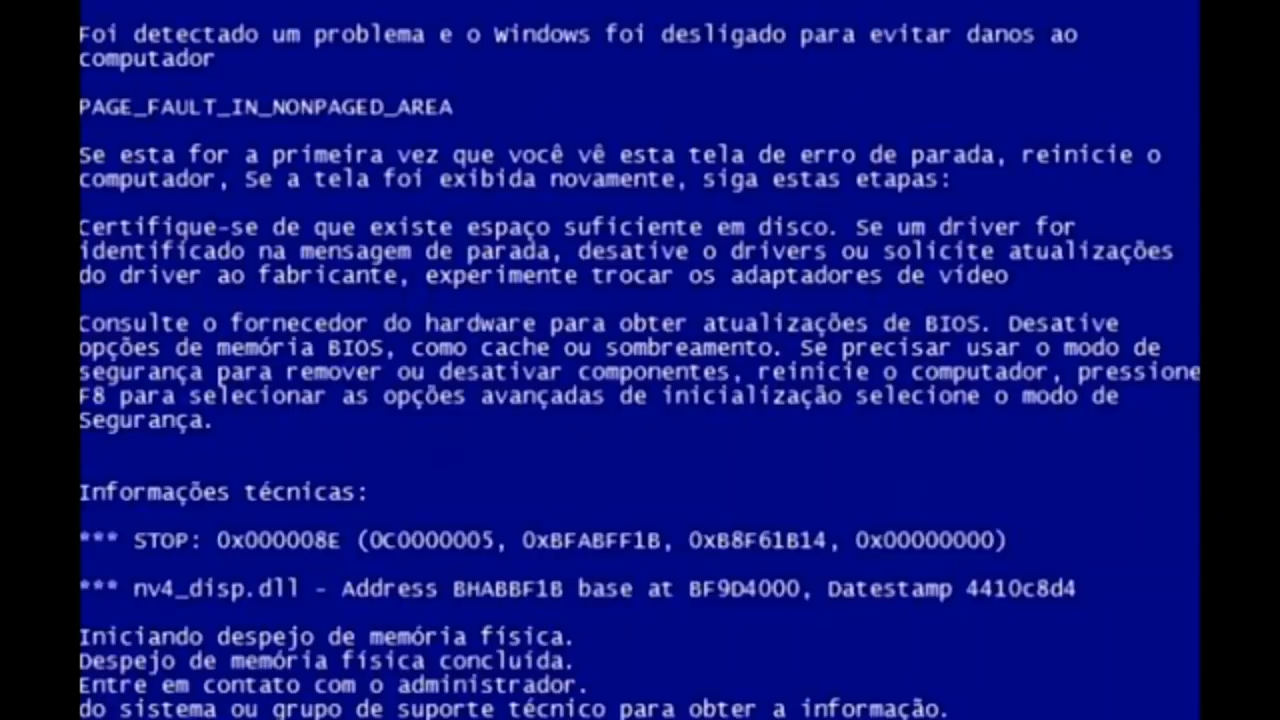 Foi detectado um problema e o Windows foi desligado para evitar danos ao
computador
PAGE_FAULT_IN_NONPAGED_AREA
Se esta for a primeira vez que você vê esta tela de erro de parada, reinicie o
computador, Se a tela foi exibida novamente, siga estas etapas:
Certifique-se de que existe espaço suficiente em disco. Se um driver for
identificado na mensagem de parada, desative o drivers ou solicite atualizações
do driver ao fabricante, experimente trocar os adaptadores de vídeo
Consulte o fornecedor do hardware para obter atualizações de BIOS. Desative
opções de memória BIOS, como cache ou sombreamento. Se precisar usar o modo de
segurança para remover ou desativar componentes, reinicie o computador, pressione
F8 para selecionar as opções avançadas de inicialização selecione o modo de
Segurança.
Informações técnicas:
*** STOP: 0x000008E (0C0000005, 0xBFABFF1B, 0xB8F61B14, 0x00000000)
*** nv4_disp.dll - Address BHABBF1B base at BF9D4000, Datestamp 4410c8d4
Iniciando despejo de memória física.
Despejo de memória física concluída.
Entre em contato com o administrador.
do sistema ou grupo de suporte técnico para obter a informação.